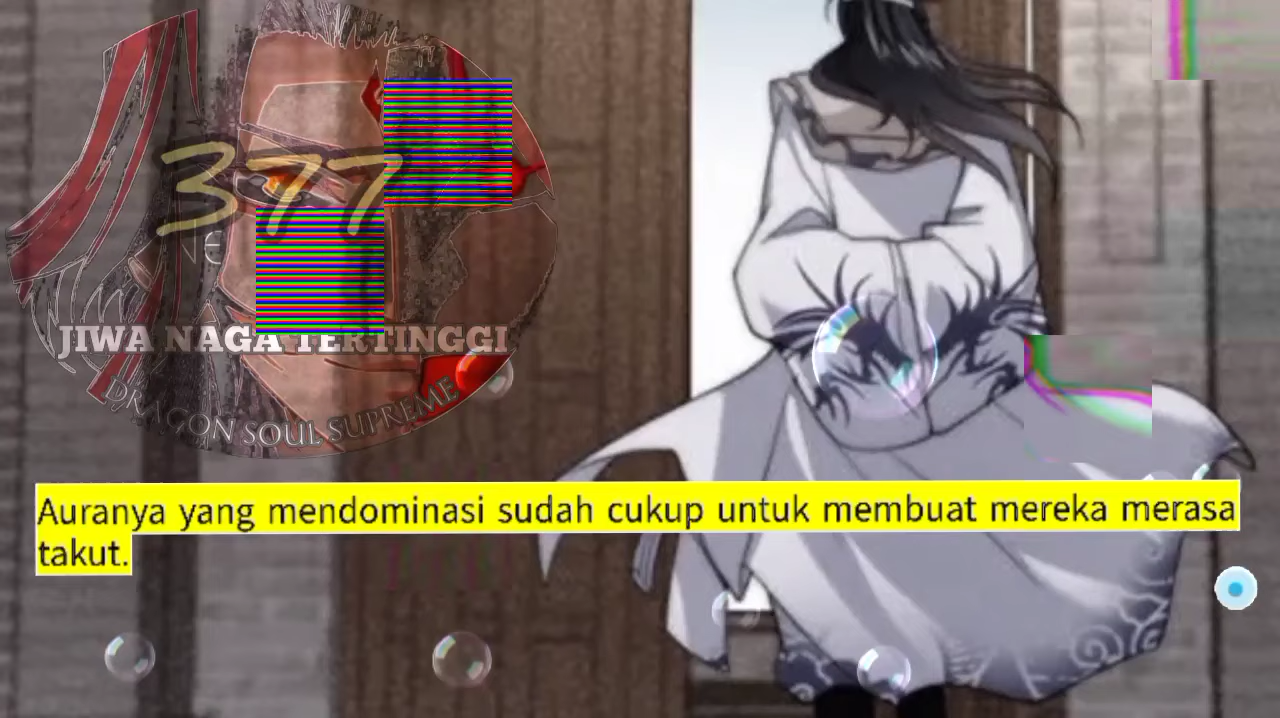 377
JIWA NAGA TERTINGGI
DRAGON SOUL SUPREME
Auranya yang mendominasi sudah cukup untuk membuat mereka merasa
takut.